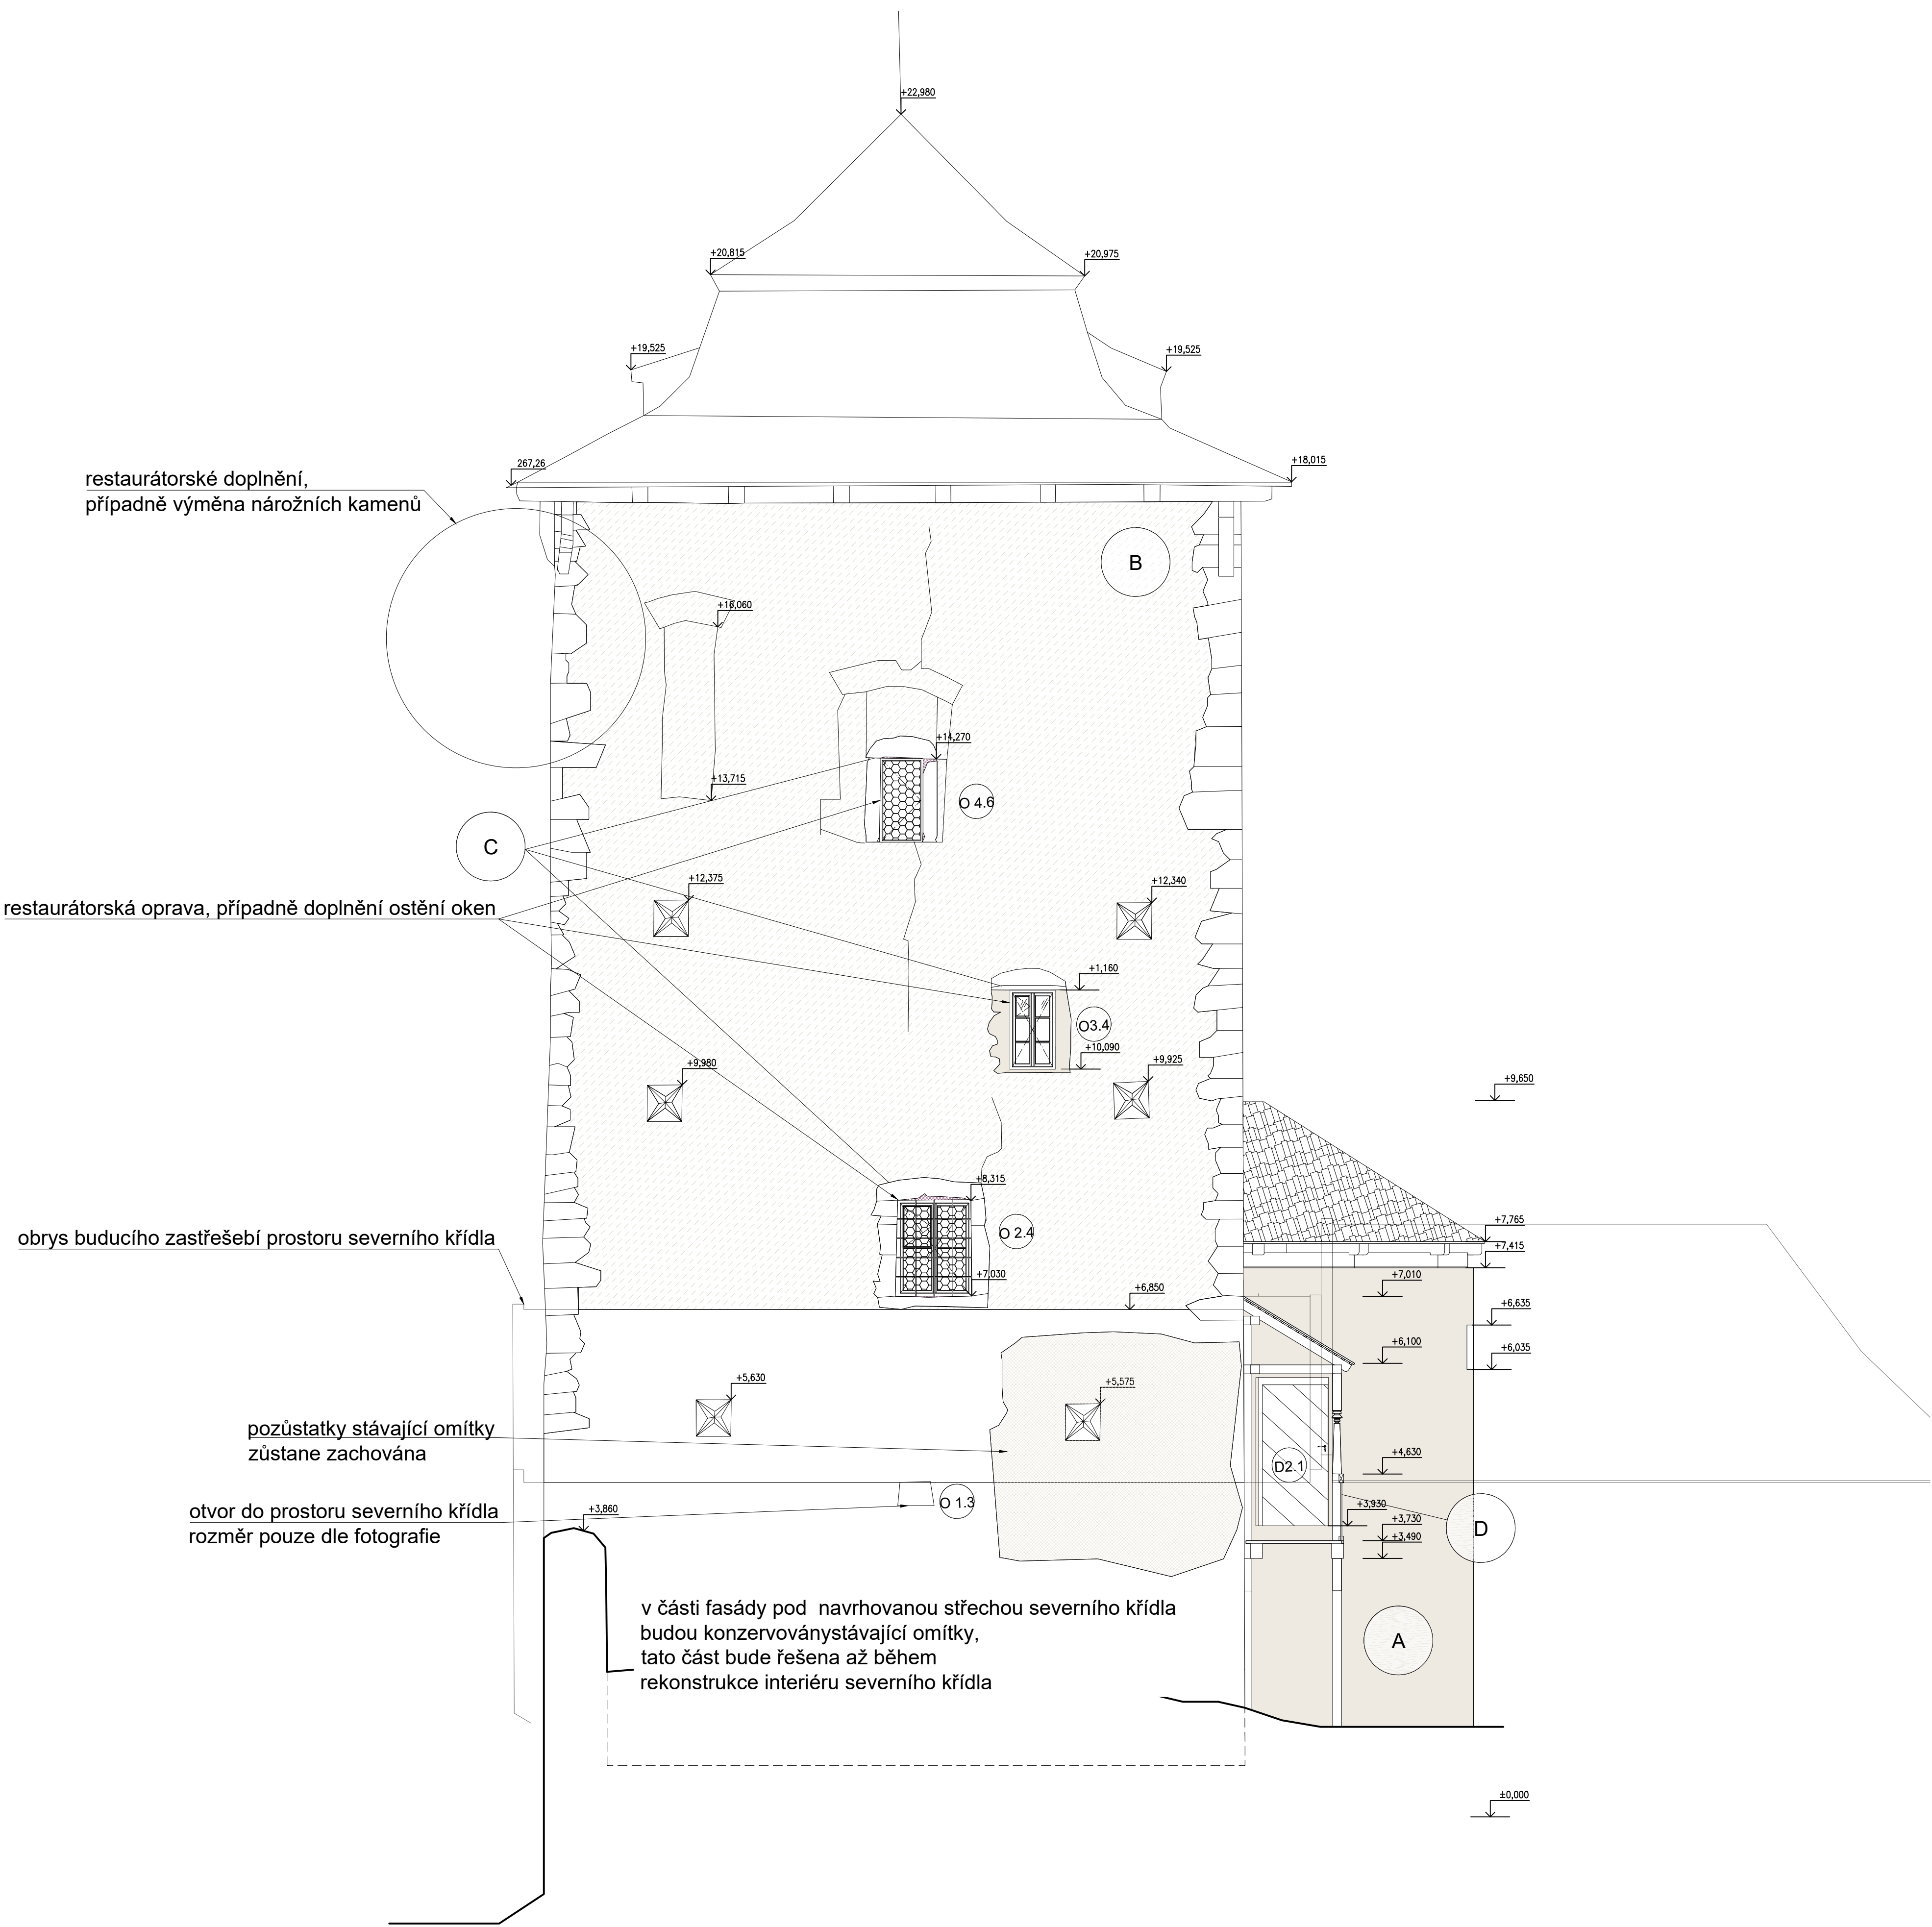 +22,980
+20,815
+20,975
+19,525
+19,525
267,26
+18,015
restaurátorské doplnění,
případně výměna nárožních kamenů
B
+16,060
+14,270
+13,715
O 4.6
C
+12,375
+12,340
restaurátorská oprava, případně doplnění ostění oken
+1,160
O3.4
+10,090
+9,980
+9,925
+9,650
+8,315
O 2.4
+7,765
obrys buducího zastřešebí prostoru severního křídla
+7,415
+7,030
+7,010
+6,850
+6,635
+6,100
+6,035
+5,630
+5,575
pozůstatky stávající omítky
zůstane zachována
D2.1
+4,630
O 1.3
otvor do prostoru severního křídla
rozměr pouze dle fotografie
+3,860
+3,930
+3,730
+3,490
D
v části fasády pod navrhovanou střechou severního křídla
budou konzerványstávající omítky,
tato část bude řešena až během
rekonstrukce interiéru severního křídla
A
±0,000